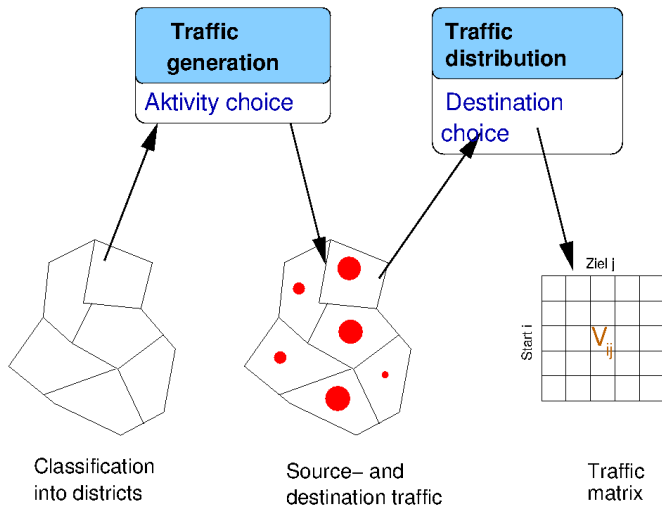 Traffic
generation
Aktivity choice
Traffic
distribution
Destination
choice
Ziel j
Start i
V_ij
Classification
into districts
Source− and
destination traffic
Traffic
matrix